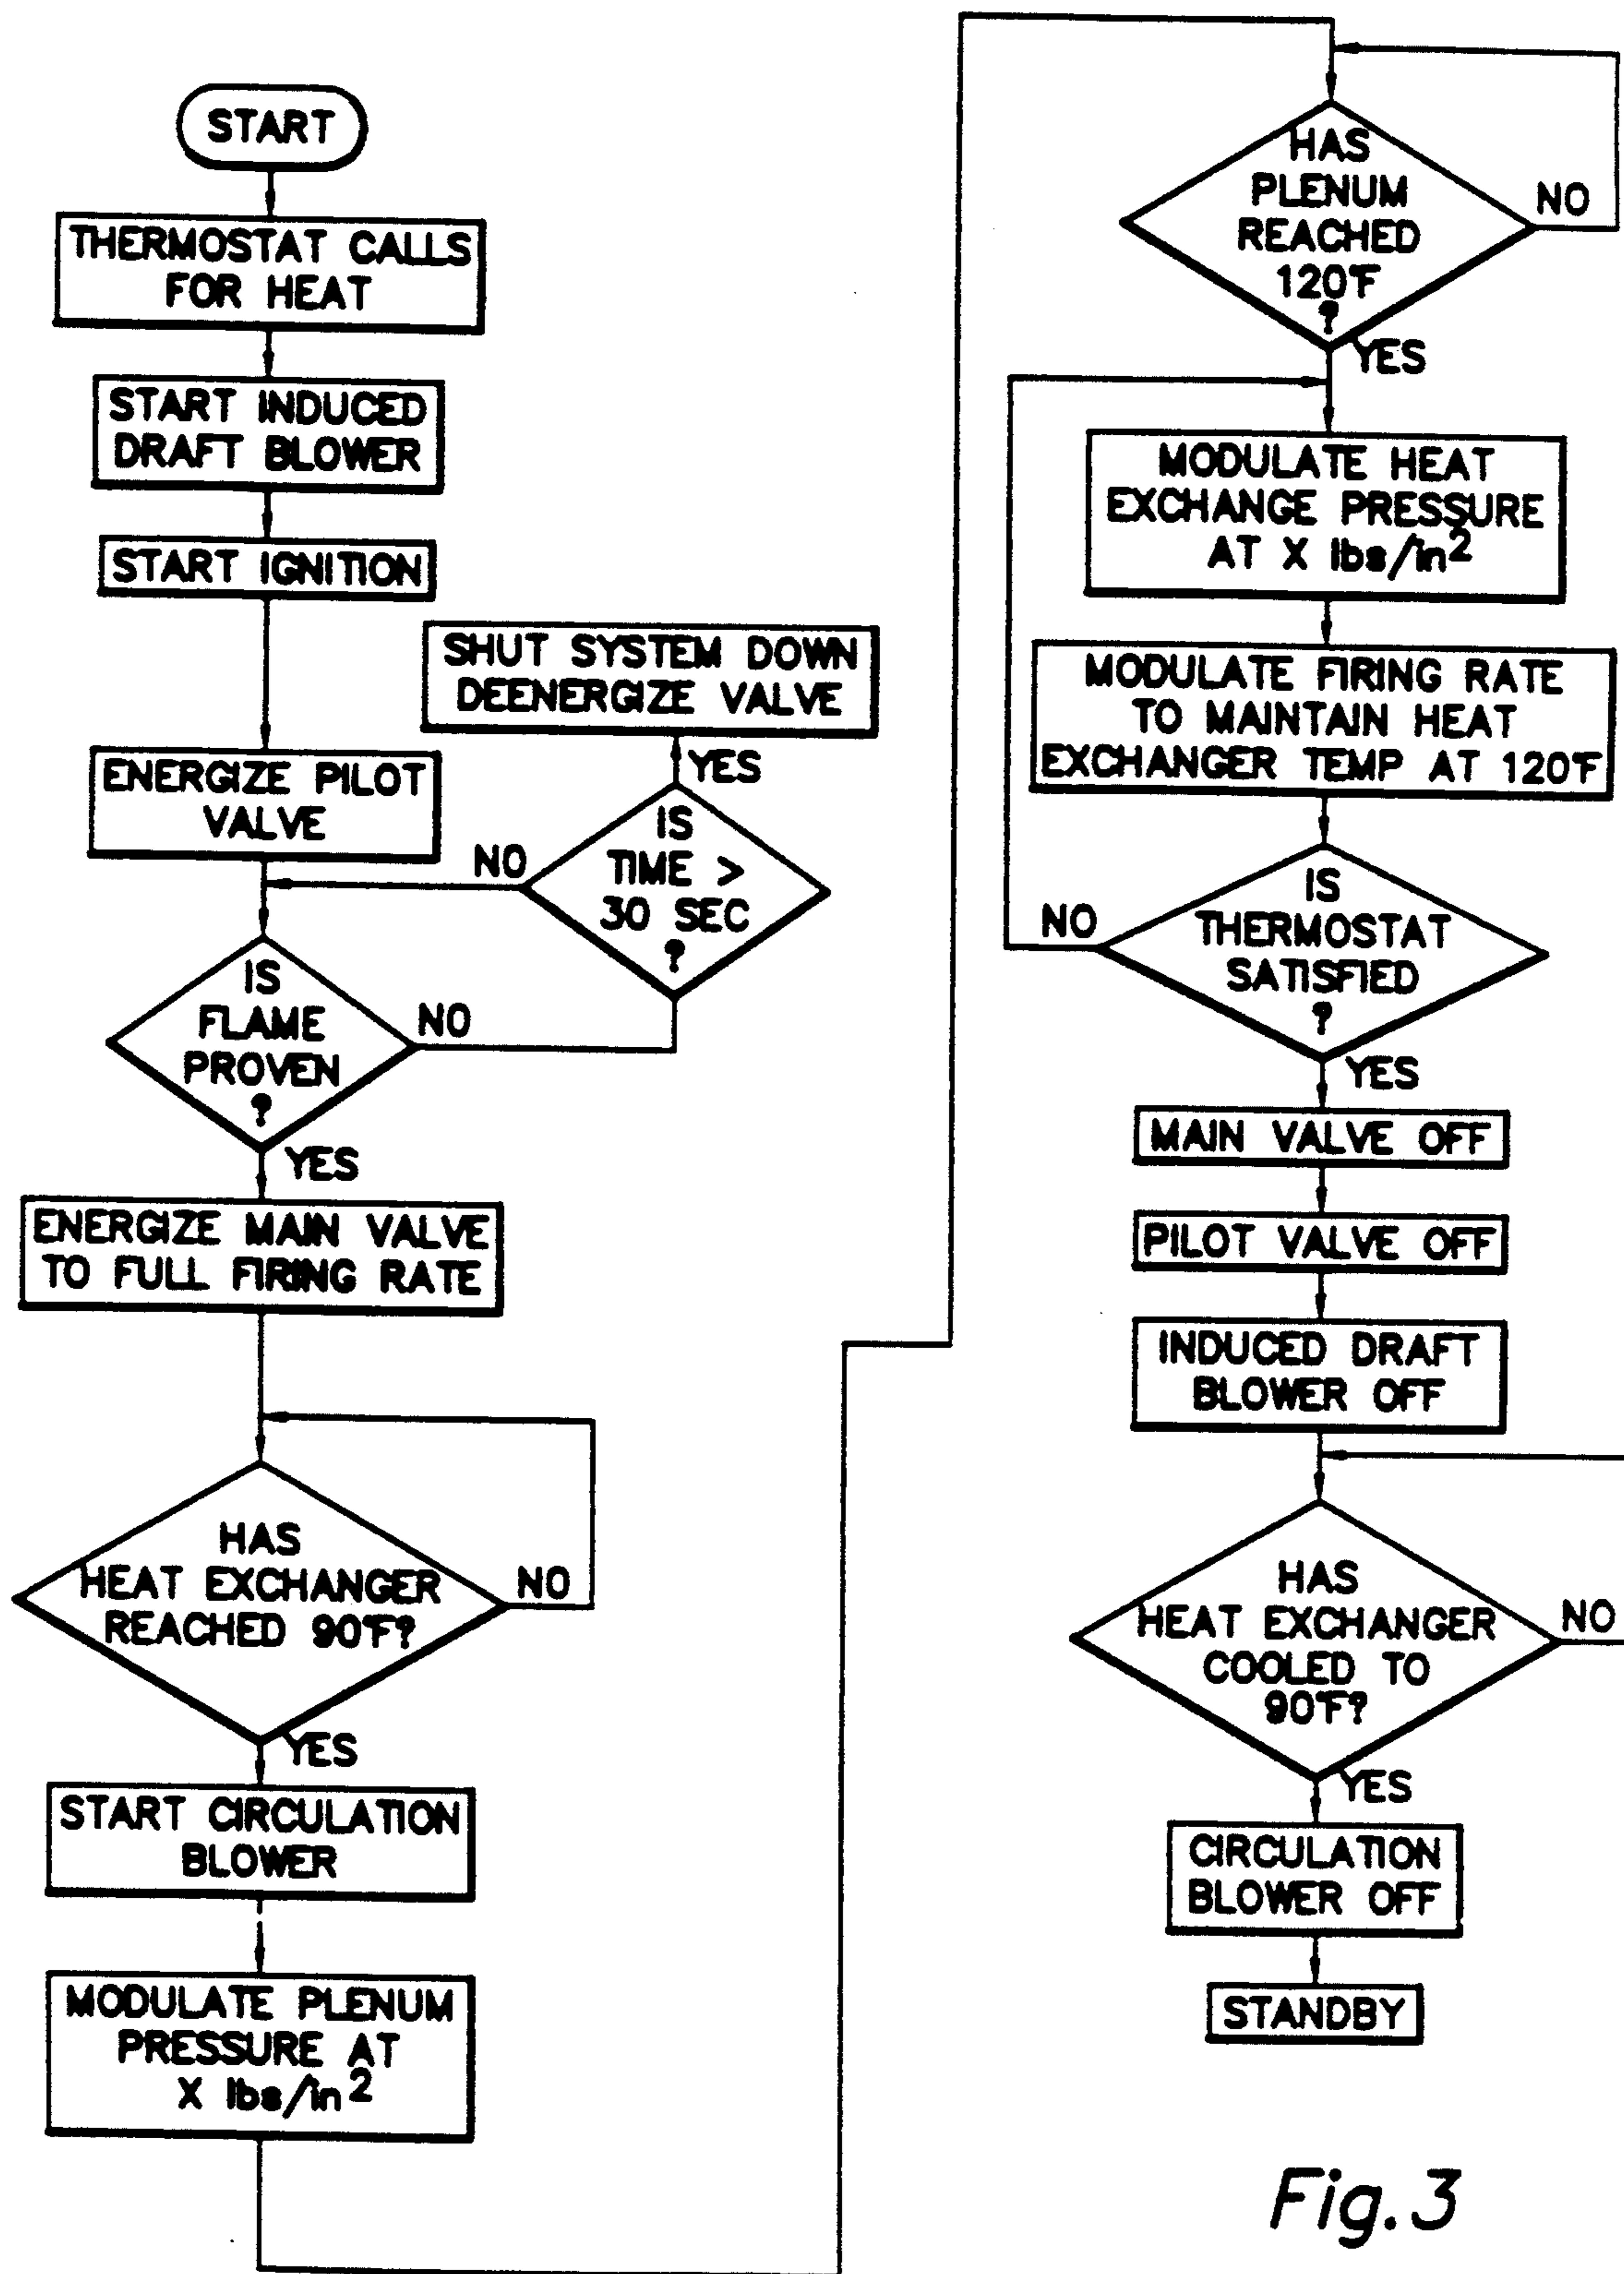 START
THERMOSTAT CALLS
FOR HEAT
START INDUCED
DRAFT BLOWER
START IGNITION
SHUT SYSTEM DOWN
DEENERGIZE VALVE
YES
ENERGIZE PILOT
VALVE
IS
TIME >
30 SEC
?
NO
IS
FLAME
PROVEN
?
NO
YES
ENERGIZE MAIN VALVE
TO FULL FIRING RATE
HAS
HEAT EXCHANGER
REACHED 90°F?
NO
YES
START CIRCULATION
BLOWER
MODULATE PLENUM
PRESSURE AT
X lbs/in²
HAS
PLENUM
REACHED
120°F
?
NO
YES
MODULATE HEAT
EXCHANGE PRESSURE
AT X lbs/in²
MODULATE FIRING RATE
TO MAINTAIN HEAT
EXCHANGER TEMP AT 120°F
IS
THERMOSTAT
SATISFIED
?
NO
YES
MAIN VALVE OFF
PILOT VALVE OFF
INDUCED DRAFT
BLOWER OFF
HAS
HEAT EXCHANGER
COOLED TO
90°F?
NO
YES
CIRCULATION
BLOWER OFF
STANDBY
Fig. 3